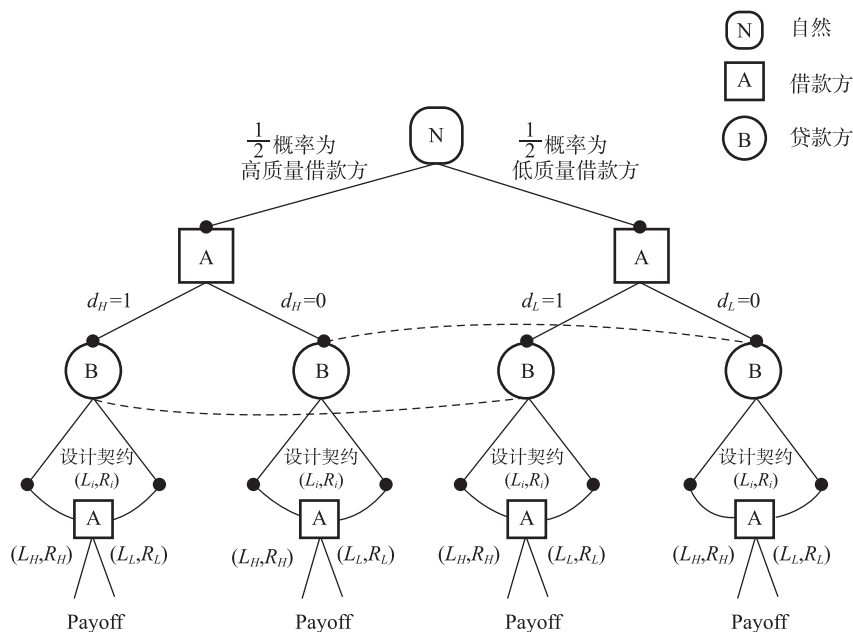 N 自然
A 借款方
B 贷款方
N
1/2 概率为
高质量借款方
1/2 概率为
低质量借款方
A A
d_H=1 d_H=0 d_L=1 d_L=0
B B B B
设计契约 设计契约 设计契约 设计契约
(L_i,R_i) (L_i,R_i) (L_i,R_i) (L_i,R_i)
A A A A
(L_H,R_H) (L_L,R_L) (L_H,R_H) (L_L,R_L) (L_H,R_H) (L_L,R_L) (L_H,R_H) (L_L,R_L)
Payoff Payoff Payoff Payoff